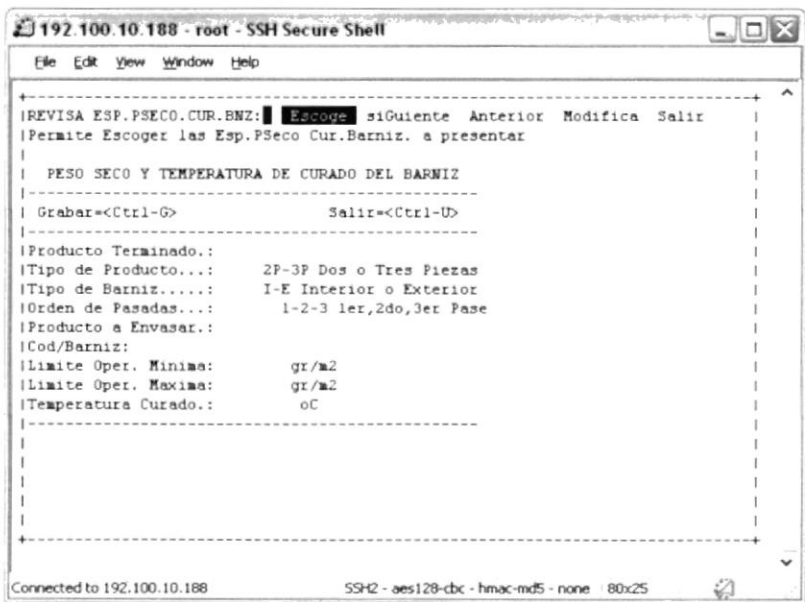 192.100.10.188 - root - SSH Secure Shell
File Edit View Window Help
REVISA ESP.PSECO.CUR.BNZ: Escoge siGuiente Anterior Modifica Salir
Permite Escoger las Esp.PSeco Cur.Barniz. a presentar
PESO SECO Y TEMPERATURA DE CURADO DEL BARNIZ
Grabar=<Ctrl-G> Salir=<Ctrl-U>
Producto Terminado.:
Tipo de Producto...: 2P-3P Dos o Tres Piezas
Tipo de Barniz.....: I-E Interior o Exterior
Orden de Pasadas...: 1-2-3 1er,2do,3er Pase
Producto a Envasar.:
Cod/Barniz:
Limite Oper. Minima: gr/m2
Limite Oper. Maxima: gr/m2
Temperatura Curado.: oC
Connected to 192.100.10.188 SSH2 - aes128-cbc - hmac-md5 - none 80x25